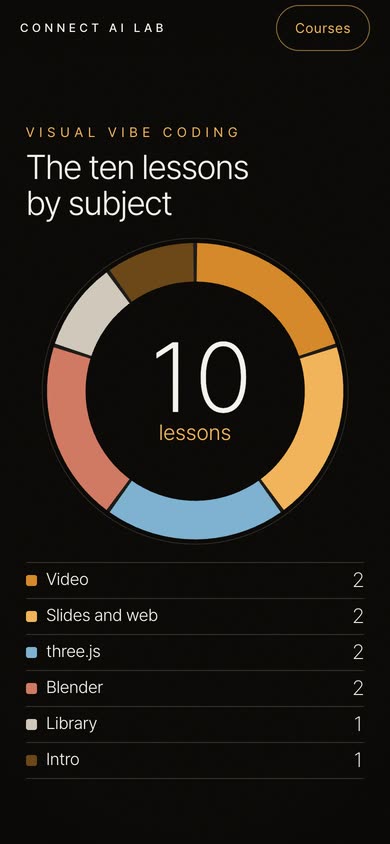 CONNECT AI LAB
Courses
VISUAL VIBE CODING
The ten lessons
by subject
10
lessons
Video 2
Slides and web 2
three.js 2
Blender 2
Library 1
Intro 1